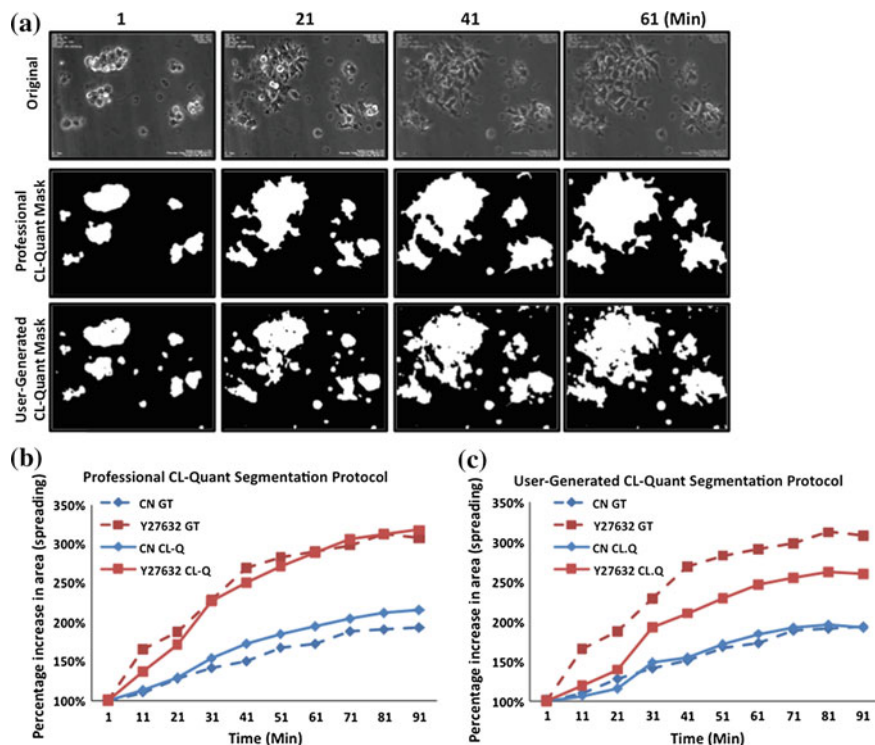 (a)
1 21 41 61 (Min)
Original
Professional
CL-Quant Mask
User-Generated
CL-Quant Mask
(b)
Professional CL-Quant Segmentation Protocol
CN GT
Y27632 GT
CN CL-Q
Y27632 CL-Q
Percentage increase in area (spreading)
350%
300%
250%
200%
150%
100%
1 11 21 31 41 51 61 71 81 91
Time (Min)
(c)
User-Generated CL-Quant Segmentation Protocol
CN GT
Y27632 GT
CN CL.Q
Y27632 CL.Q
Percentage increase in area (spreading)
350%
300%
250%
200%
150%
100%
1 11 21 31 41 51 61 71 81 91
Time (Min)